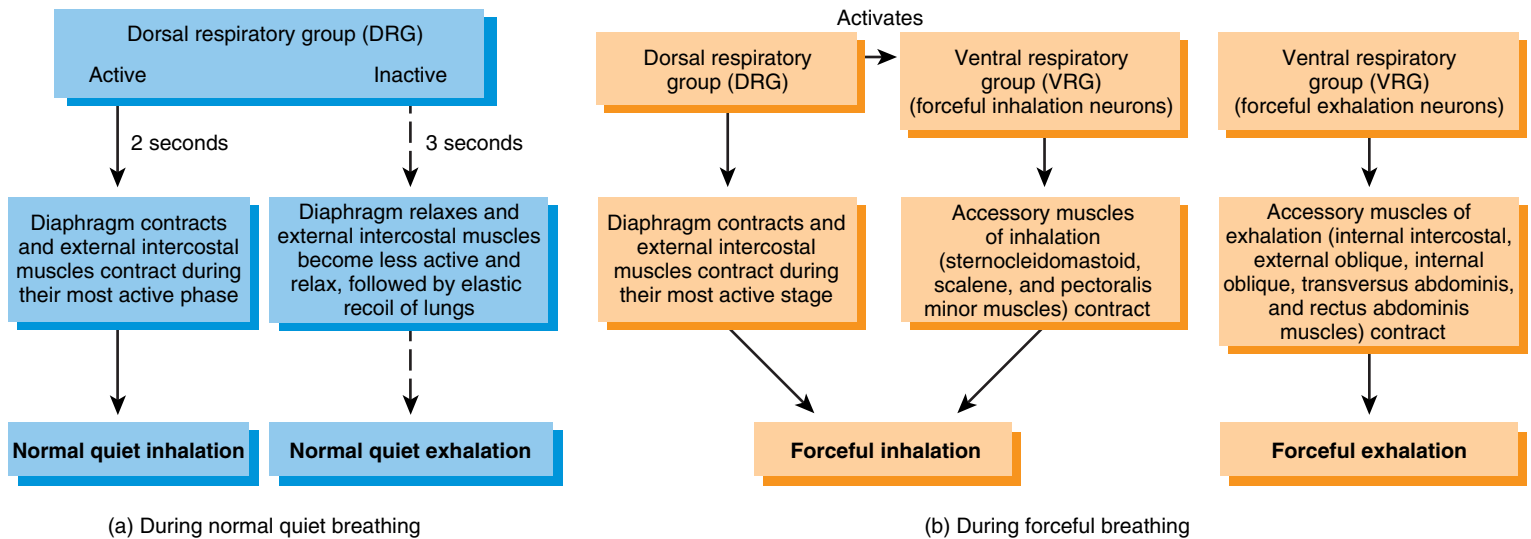 Dorsal respiratory group (DRG)
Active
Inactive
2 seconds
3 seconds
Diaphragm contracts
and external intercostal
muscles contract during
their most active phase
Diaphragm relaxes and
external intercostal muscles
become less active and
relax, followed by elastic
recoil of lungs
Normal quiet inhalation
Normal quiet exhalation
(a) During normal quiet breathing
Activates
Dorsal respiratory
group (DRG)
Ventral respiratory
group (VRG)
(forceful inhalation neurons)
Ventral respiratory
group (VRG)
(forceful exhalation neurons)
Diaphragm contracts and
external intercostal
muscles contract during
their most active stage
Accessory muscles
of inhalation
(sternocleidomastoid,
scalene, and pectoralis
minor muscles) contract
Accessory muscles of
exhalation (internal intercostal,
external oblique, internal
oblique, transversus abdominis,
and rectus abdominis
muscles) contract
Forceful inhalation
Forceful exhalation
(b) During forceful breathing